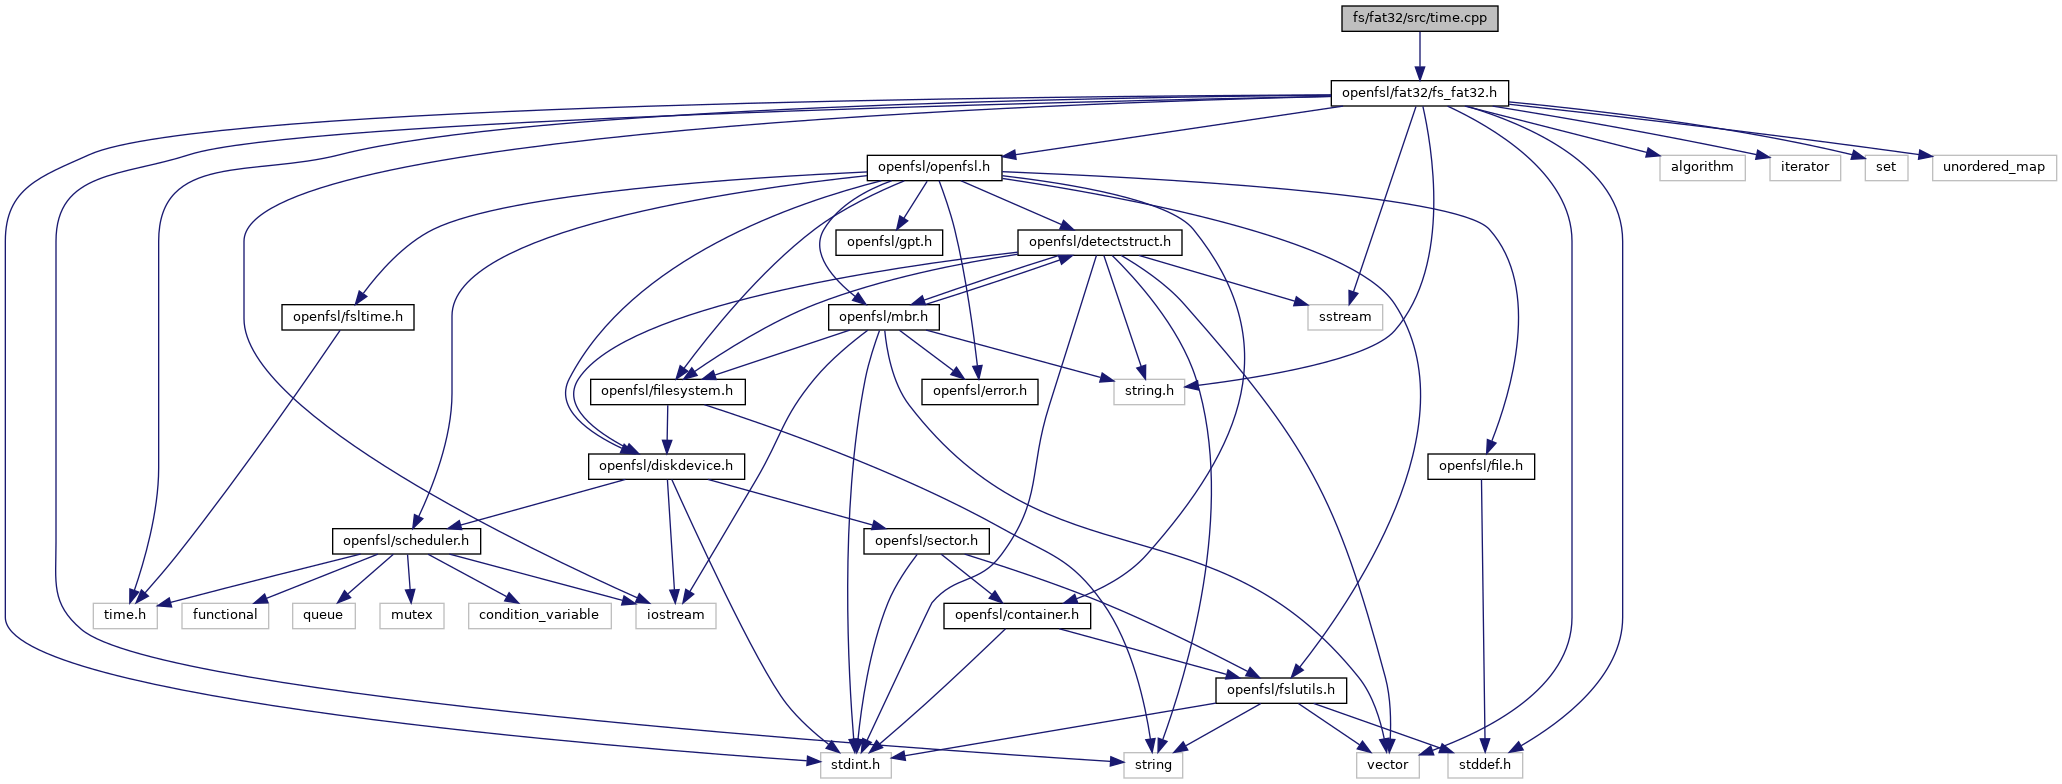 fs/fat32/src/time.cpp
openfsl/fat32/fs_fat32.h
openfsl/openfsl.h
algorithm
iterator
set
unordered_map
openfsl/gpt.h
openfsl/detectstruct.h
openfsl/fsltime.h
openfsl/mbr.h
sstream
openfsl/filesystem.h
openfsl/error.h
string.h
openfsl/diskdevice.h
openfsl/file.h
openfsl/scheduler.h
openfsl/sector.h
time.h
functional
queue
mutex
condition_variable
iostream
openfsl/container.h
openfsl/fslutils.h
stdint.h
string
vector
stddef.h